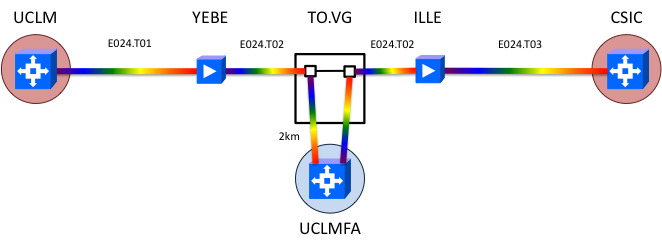 UCLM
YEBE
TO.VG
ILLE
CSIC
E024.T01
E024.T02
E024.T02
E024.T03
2km
UCLMFA